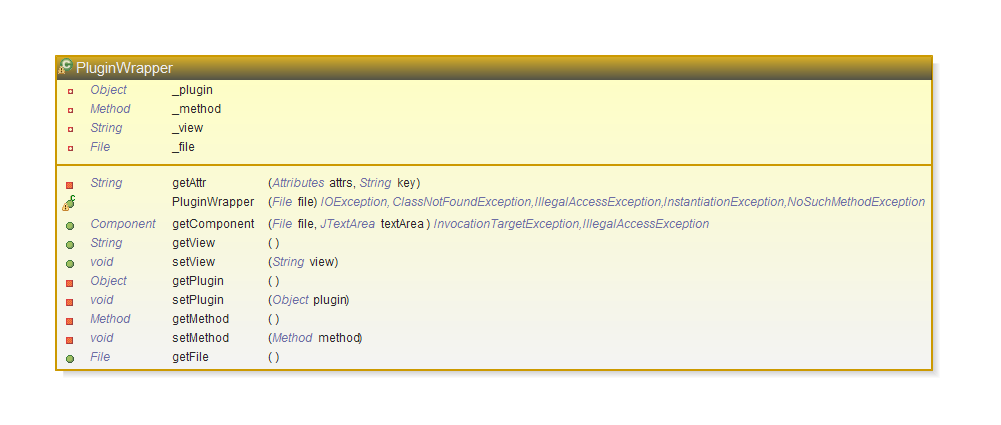 PluginWrapper
Object _plugin
Method _method
String _view
File _file
String getAttr (Attributes attrs, String key)
PluginWrapper (File file) IOException, ClassNotFoundException,IllegalAccessException,InstantiationException,NoSuchMethodException
Component getComponent (File file, JTextArea textArea ) InvocationTargetException,IllegalAccessException
String getView ( )
void setView (String view)
Object getPlugin ( )
void setPlugin (Object plugin)
Method getMethod ( )
void setMethod (Method method)
File getFile ( )